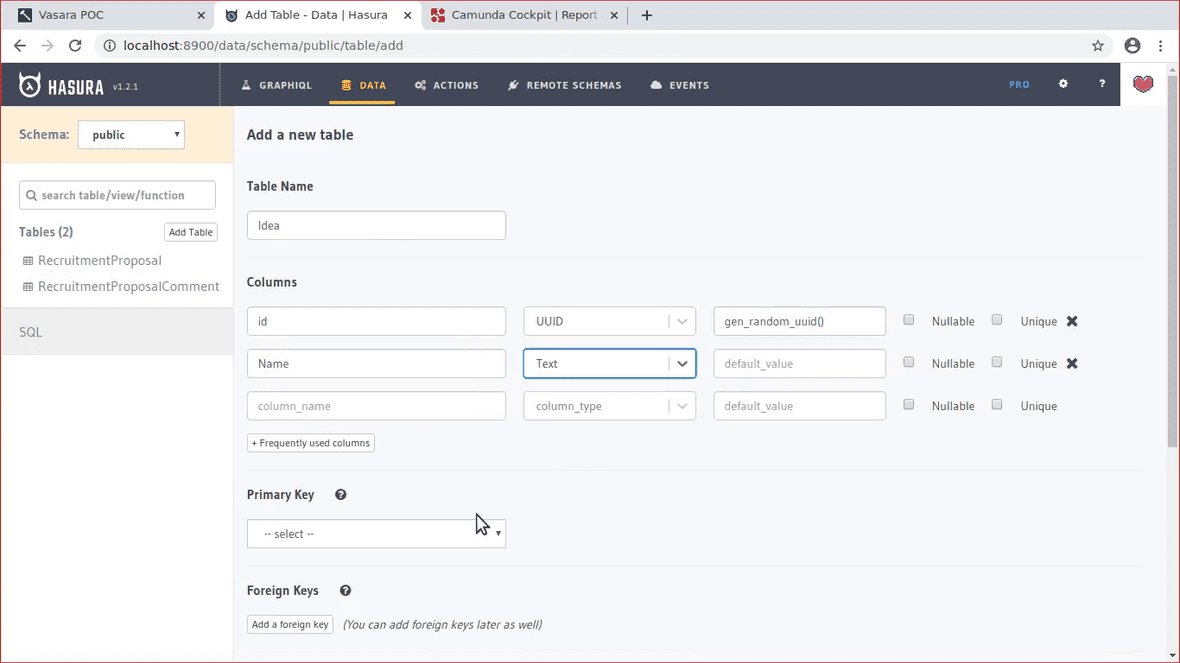 Vasara POC
Add Table - Data | Hasura
Camunda Cockpit | Report
localhost:8900/data/schema/public/table/add
HASURA v1.2.1 GRAPHIQL DATA ACTIONS REMOTE SCHEMAS EVENTS PRO ?
Schema: public
search table/view/function
Tables (2) Add Table
RecruitmentProposal
RecruitmentProposalComment
SQL
Add a new table
Table Name
Idea
Columns
id UUID gen_random_uuid() Nullable Unique
Name Text default_value Nullable Unique
column_name column_type default_value Nullable Unique
+ Frequently used columns
Primary Key ?
-- select --
Foreign Keys ?
Add a foreign key (You can add foreign keys later as well)